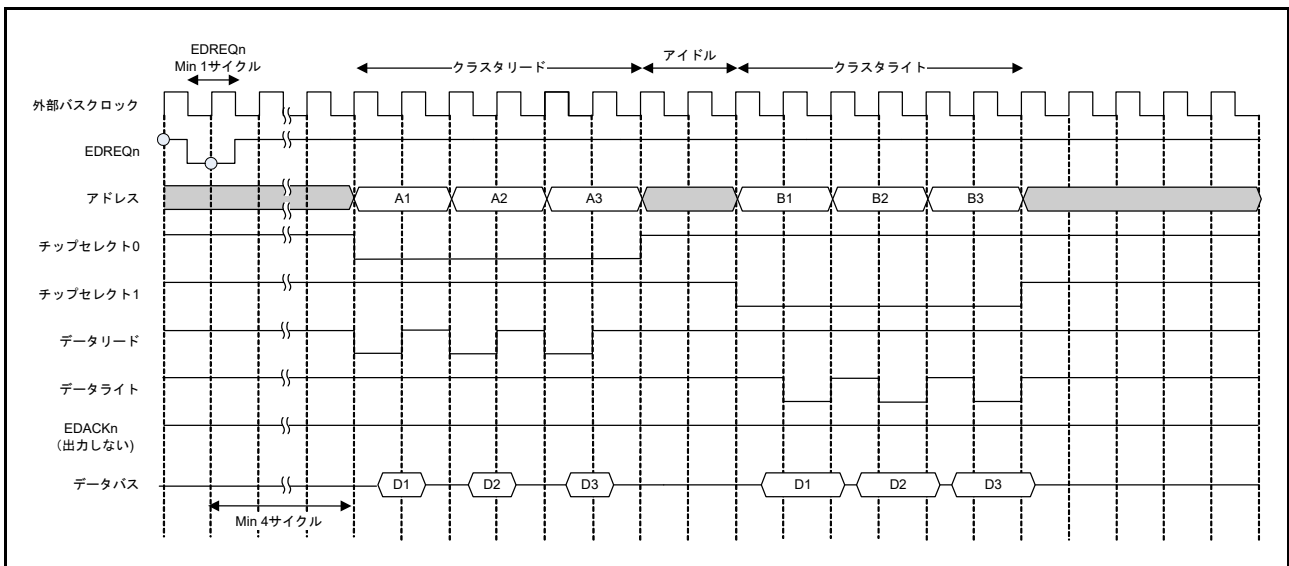 EDREQn
Min 1サイクル
クラスタリード
アイドル
クラスタライト
外部バスクロック
EDREQn
アドレス
A1
A2
A3
B1
B2
B3
チップセレクト0
チップセレクト1
データリード
データライト
EDACKn
（出力しない)
データバス
D1
D2
D3
D1
D2
D3
Min 4サイクル